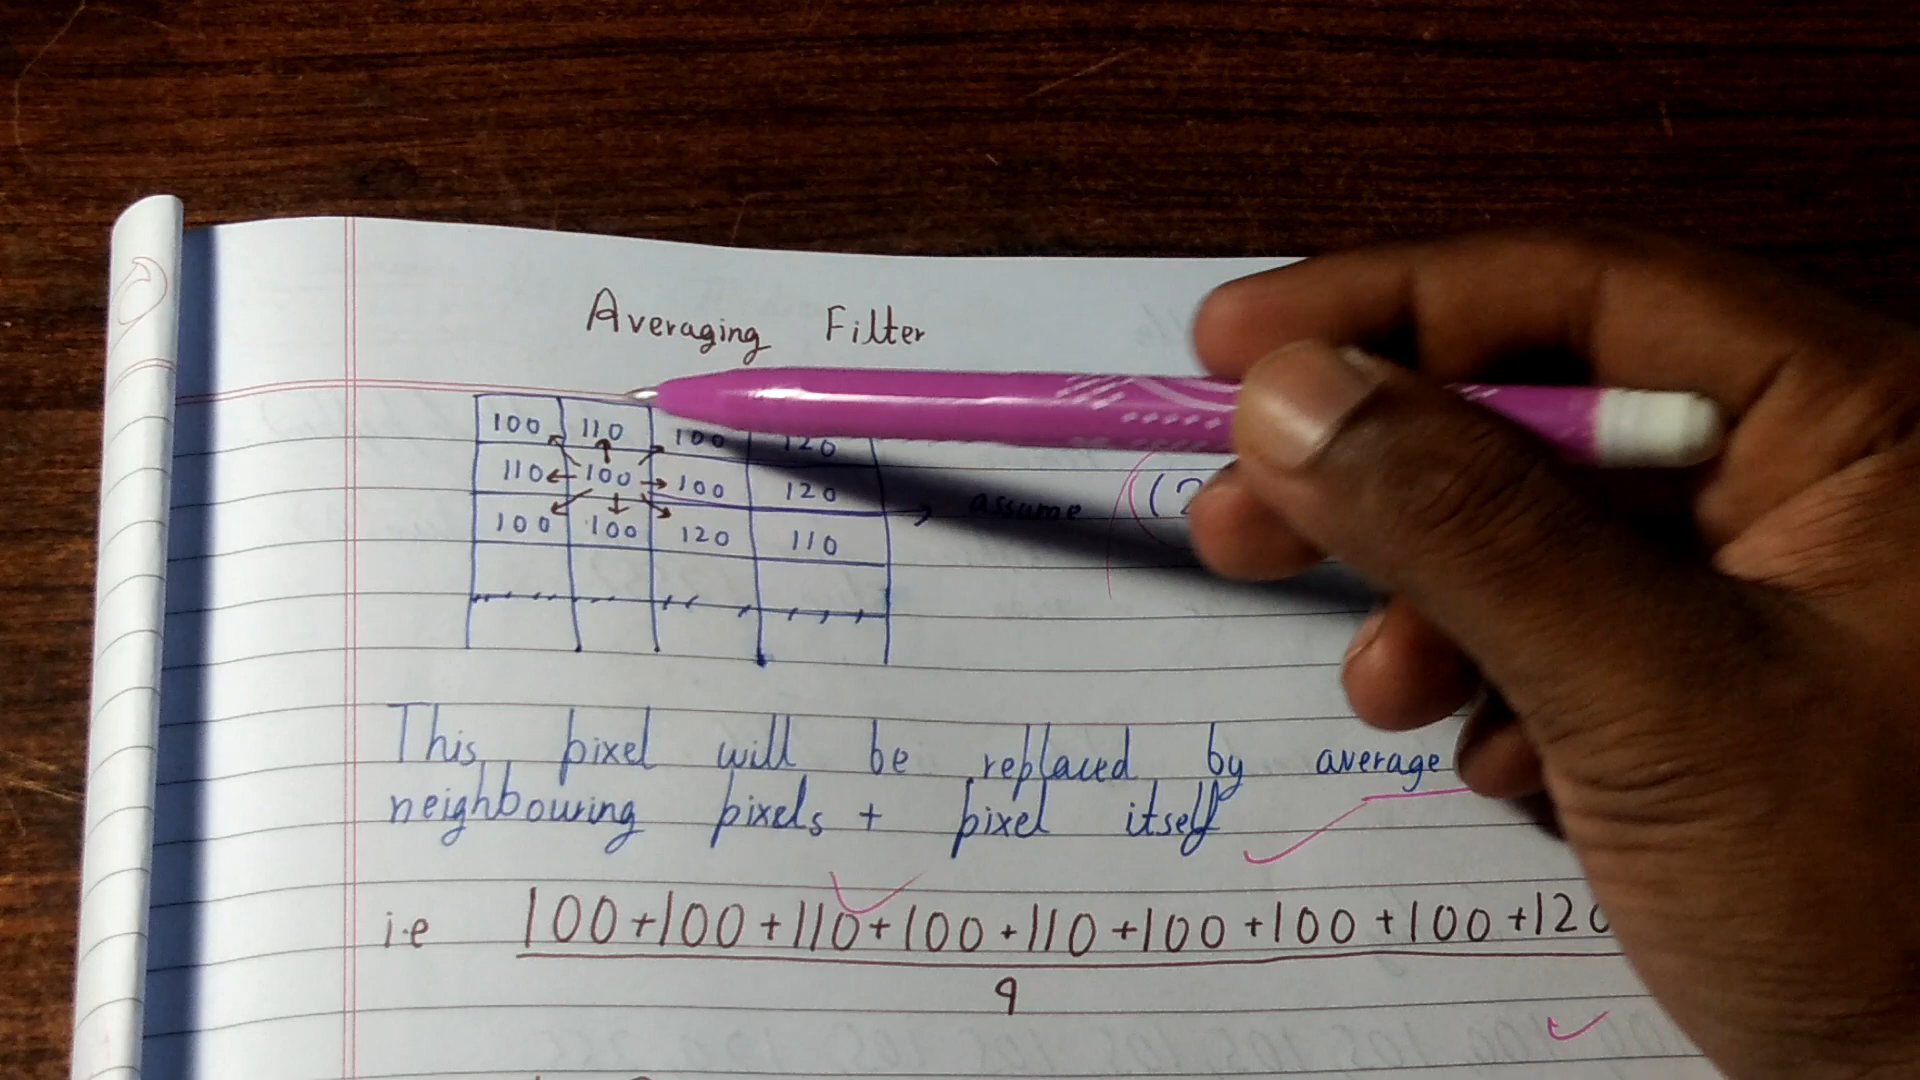 Averaging Filter
100 110 100 120
110 100 100 120
100 100 120 110
assume (2
This pixel will be replaced by average
neighbouring pixels + pixel itself
i.e 100+100+110+100+110+100+100+100+120
9